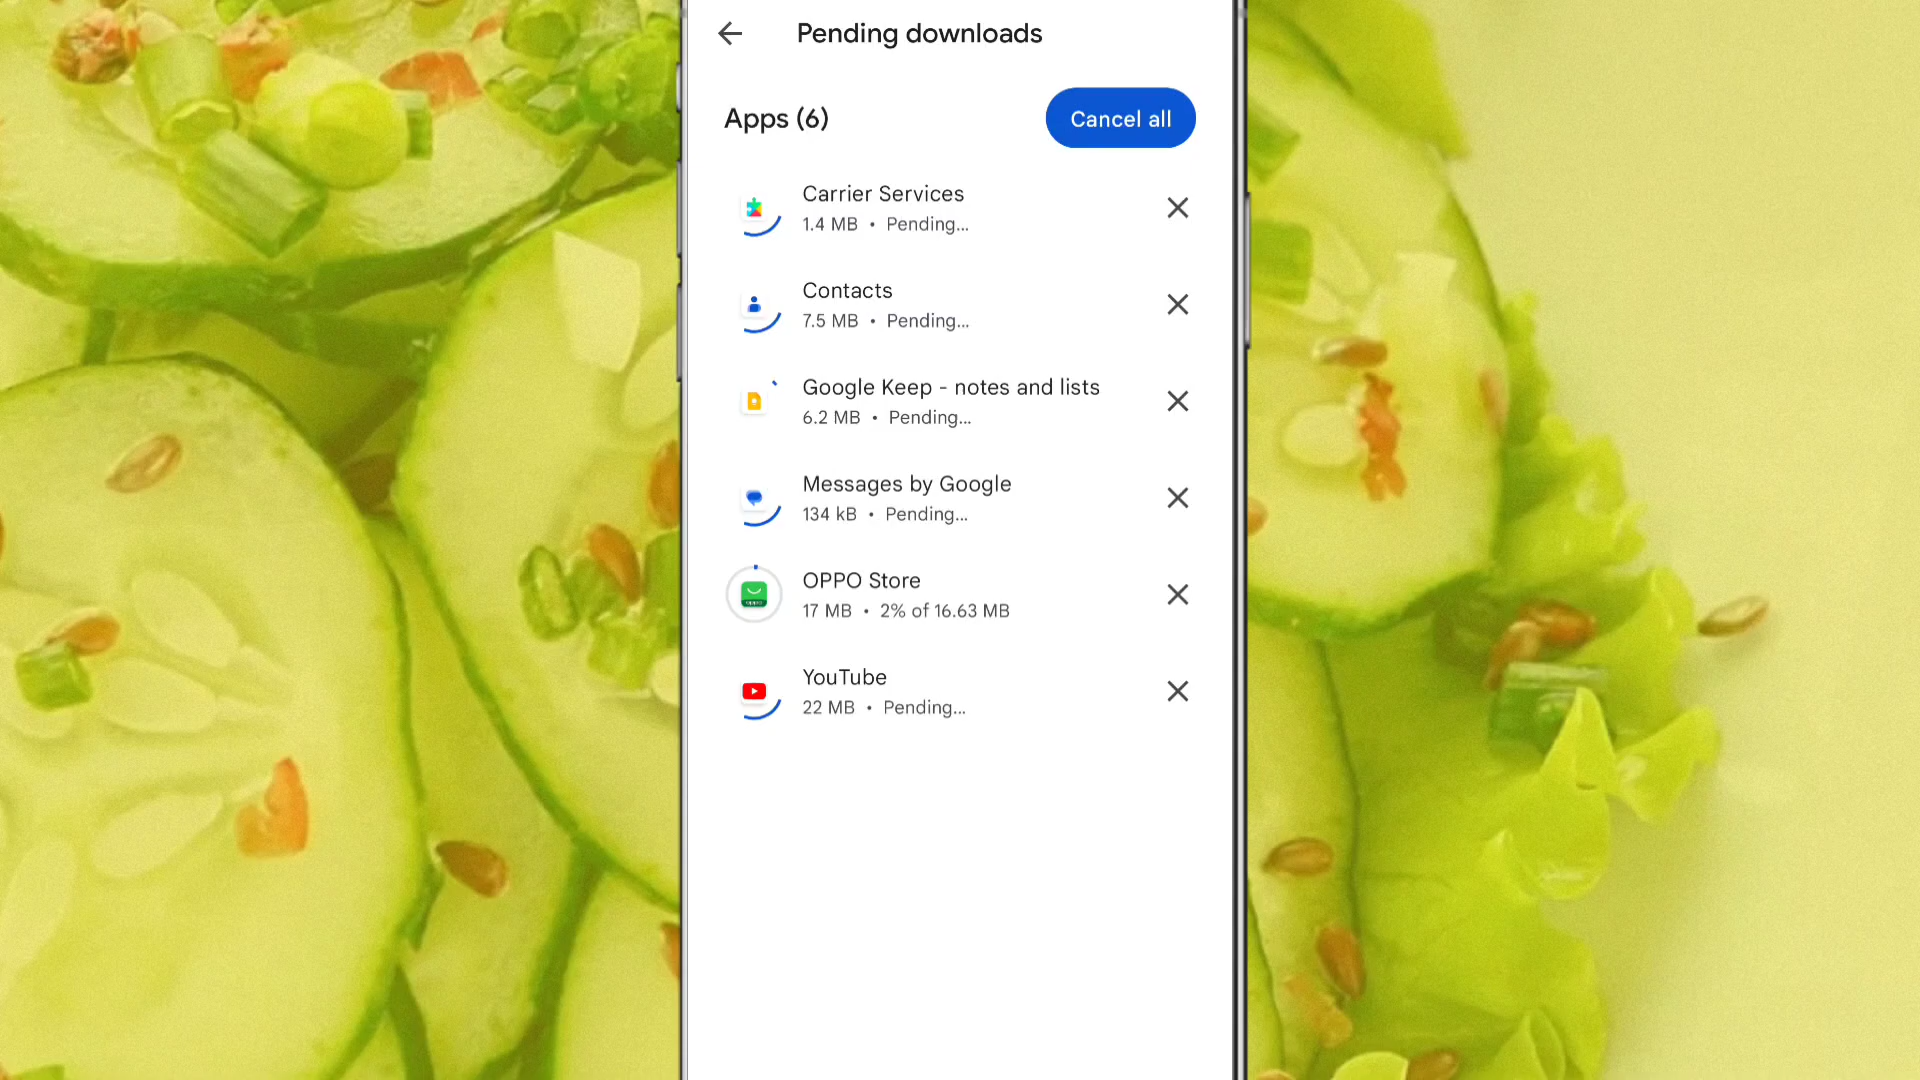 Pending downloads
Apps (6)
Cancel all
Carrier Services
1.4 MB • Pending...
Contacts
7.5 MB • Pending...
Google Keep - notes and lists
6.2 MB • Pending...
Messages by Google
134 kB • Pending...
OPPO Store
17 MB • 2% of 16.63 MB
YouTube
22 MB • Pending...